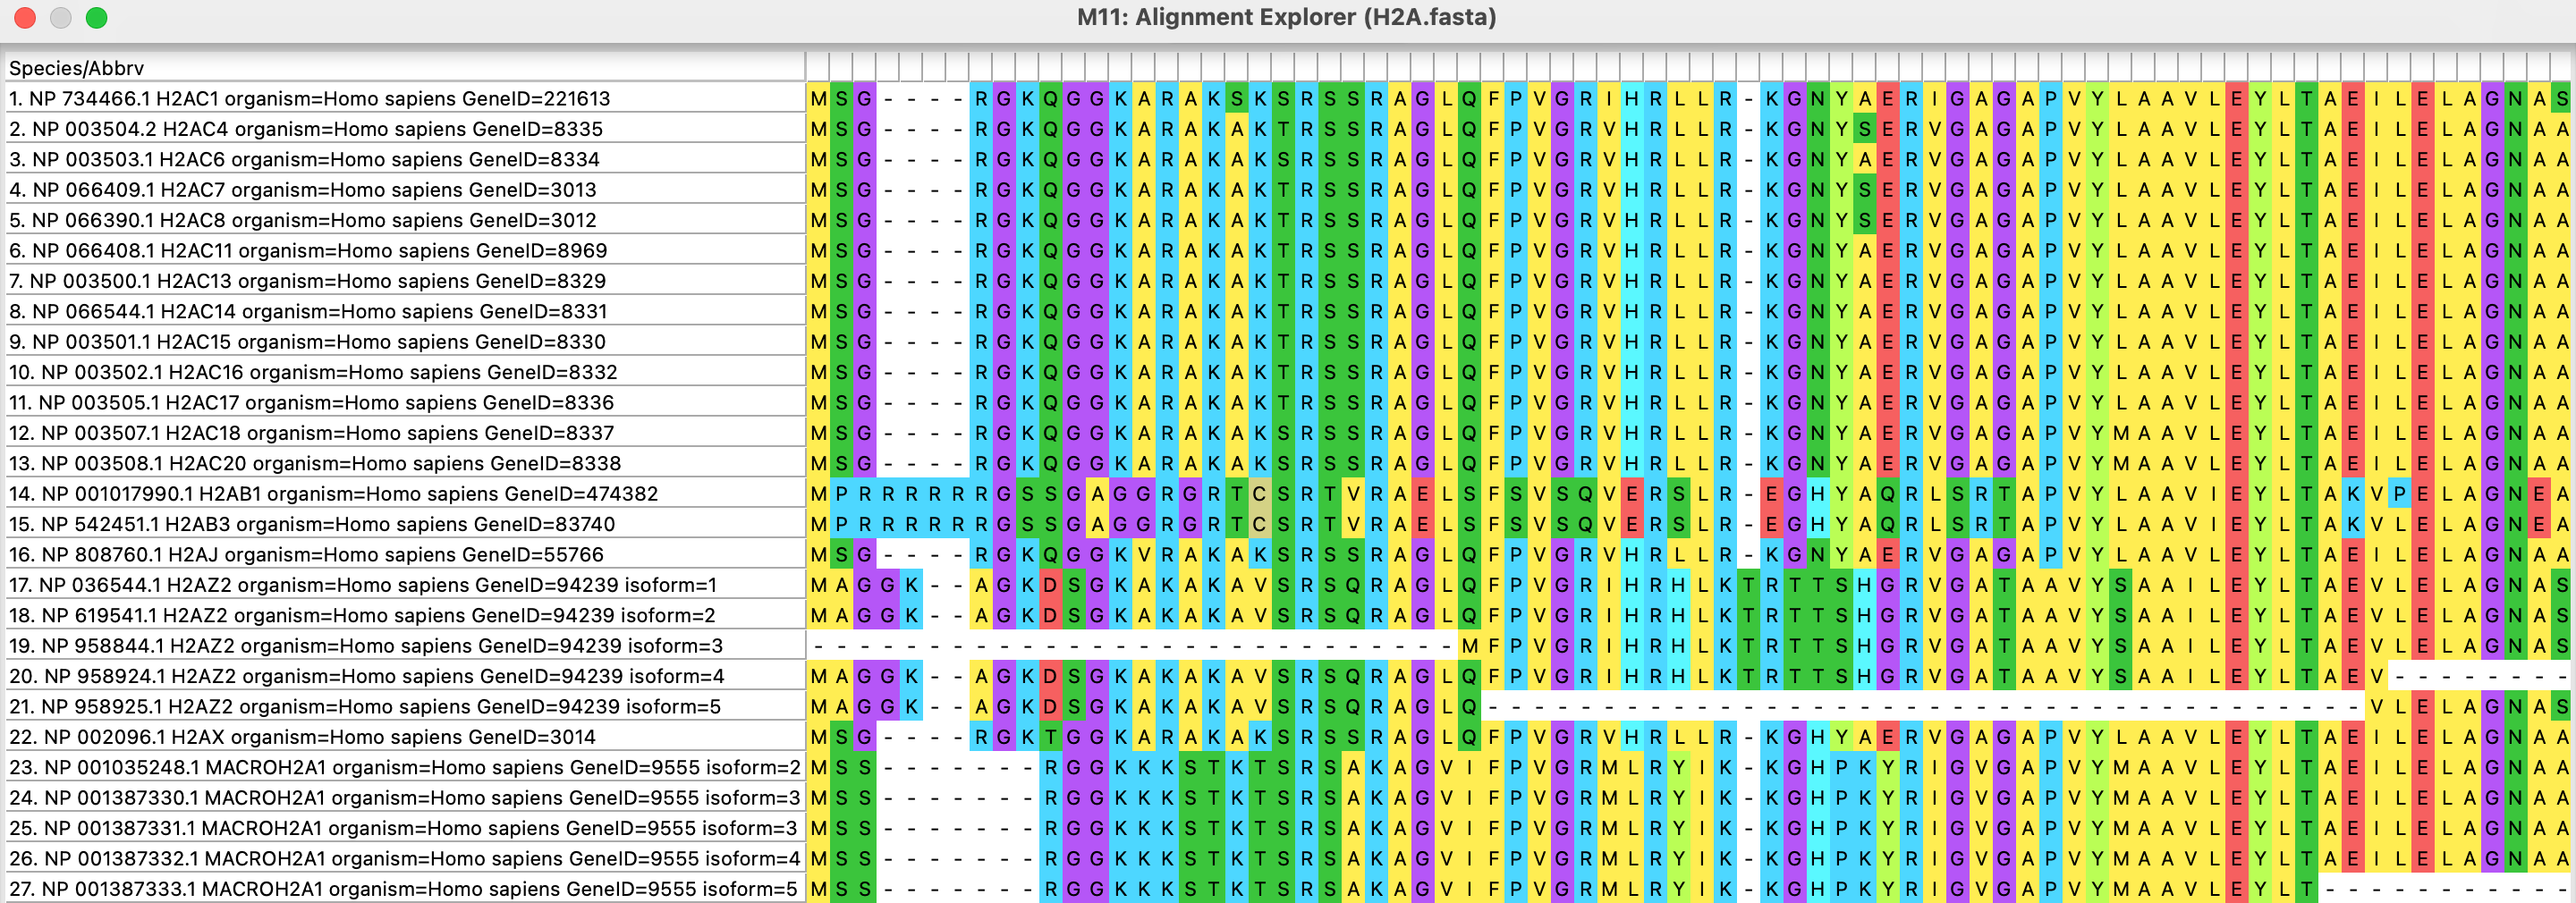 M11: Alignment Explorer (H2A.fasta)
Species/Abbrv
1. NP 734466.1 H2AC1 organism=Homo sapiens GeneID=221613 M S G - - - - R G K Q G G K A R A K S K S R S S R A G L Q F P V G R I H R L L R - K G N Y A E R I G A G A P V Y L A A V L E Y L T A E I L E L A G N A S
2. NP 003504.2 H2AC4 organism=Homo sapiens GeneID=8335 M S G - - - - R G K Q G G K A R A K A K T R S S R A G L Q F P V G R V H R L L R - K G N Y S E R V G A G A P V Y L A A V L E Y L T A E I L E L A G N A A
3. NP 003503.1 H2AC6 organism=Homo sapiens GeneID=8334 M S G - - - - R G K Q G G K A R A K A K S R S S R A G L Q F P V G R V H R L L R - K G N Y A E R V G A G A P V Y L A A V L E Y L T A E I L E L A G N A A
4. NP 066409.1 H2AC7 organism=Homo sapiens GeneID=3013 M S G - - - - R G K Q G G K A R A K A K T R S S R A G L Q F P V G R V H R L L R - K G N Y S E R V G A G A P V Y L A A V L E Y L T A E I L E L A G N A A
5. NP 066390.1 H2AC8 organism=Homo sapiens GeneID=3012 M S G - - - - R G K Q G G K A R A K A K T R S S R A G L Q F P V G R V H R L L R - K G N Y S E R V G A G A P V Y L A A V L E Y L T A E I L E L A G N A A
6. NP 066408.1 H2AC11 organism=Homo sapiens GeneID=8969 M S G - - - - R G K Q G G K A R A K A K T R S S R A G L Q F P V G R V H R L L R - K G N Y A E R V G A G A P V Y L A A V L E Y L T A E I L E L A G N A A
7. NP 003500.1 H2AC13 organism=Homo sapiens GeneID=8329 M S G - - - - R G K Q G G K A R A K A K T R S S R A G L Q F P V G R V H R L L R - K G N Y A E R V G A G A P V Y L A A V L E Y L T A E I L E L A G N A A
8. NP 066544.1 H2AC14 organism=Homo sapiens GeneID=8331 M S G - - - - R G K Q G G K A R A K A K T R S S R A G L Q F P V G R V H R L L R - K G N Y A E R V G A G A P V Y L A A V L E Y L T A E I L E L A G N A A
9. NP 003501.1 H2AC15 organism=Homo sapiens GeneID=8330 M S G - - - - R G K Q G G K A R A K A K T R S S R A G L Q F P V G R V H R L L R - K G N Y A E R V G A G A P V Y L A A V L E Y L T A E I L E L A G N A A
10. NP 003502.1 H2AC16 organism=Homo sapiens GeneID=8332 M S G - - - - R G K Q G G K A R A K A K T R S S R A G L Q F P V G R V H R L L R - K G N Y A E R V G A G A P V Y L A A V L E Y L T A E I L E L A G N A A
11. NP 003505.1 H2AC17 organism=Homo sapiens GeneID=8336 M S G - - - - R G K Q G G K A R A K A K T R S S R A G L Q F P V G R V H R L L R - K G N Y A E R V G A G A P V Y L A A V L E Y L T A E I L E L A G N A A
12. NP 003507.1 H2AC18 organism=Homo sapiens GeneID=8337 M S G - - - - R G K Q G G K A R A K A K S R S S R A G L Q F P V G R V H R L L R - K G N Y A E R V G A G A P V Y M A A V L E Y L T A E I L E L A G N A A
13. NP 003508.1 H2AC20 organism=Homo sapiens GeneID=8338 M S G - - - - R G K Q G G K A R A K A K S R S S R A G L Q F P V G R V H R L L R - K G N Y A E R V G A G A P V Y M A A V L E Y L T A E I L E L A G N A A
14. NP 001017990.1 H2AB1 organism=Homo sapiens GeneID=474382 M P R R R R R R G S S G A G G R G R T C S R T V R A E L S F S V S Q V E R S L R - E G H Y A Q R L S R T A P V Y L A A V I E Y L T A K V P E L A G N E A
15. NP 542451.1 H2AB3 organism=Homo sapiens GeneID=83740 M P R R R R R R G S S G A G G R G R T C S R T V R A E L S F S V S Q V E R S L R - E G H Y A Q R L S R T A P V Y L A A V I E Y L T A K V L E L A G N E A
16. NP 808760.1 H2AJ organism=Homo sapiens GeneID=55766 M S G - - - - R G K Q G G K V R A K A K S R S S R A G L Q F P V G R V H R L L R - K G N Y A E R V G A G A P V Y L A A V L E Y L T A E I L E L A G N A A
17. NP 036544.1 H2AZ2 organism=Homo sapiens GeneID=94239 isoform=1 M A G G K - - A G K D S G K A K A K A V S R S Q R A G L Q F P V G R I H R H L K T R T T S H G R V G A T A A V Y S A A I L E Y L T A E V L E L A G N A S
18. NP 619541.1 H2AZ2 organism=Homo sapiens GeneID=94239 isoform=2 M A G G K - - A G K D S G K A K A K A V S R S Q R A G L Q F P V G R I H R H L K T R T T S H G R V G A T A A V Y S A A I L E Y L T A E V L E L A G N A S
19. NP 958844.1 H2AZ2 organism=Homo sapiens GeneID=94239 isoform=3 - - - - - - - - - - - - - - - - - - - - - - - - - - - - M F P V G R I H R H L K T R T T S H G R V G A T A A V Y S A A I L E Y L T A E V L E L A G N A S
20. NP 958924.1 H2AZ2 organism=Homo sapiens GeneID=94239 isoform=4 M A G G K - - A G K D S G K A K A K A V S R S Q R A G L Q F P V G R I H R H L K T R T T S H G R V G A T A A V Y S A A I L E Y L T A E V - - - - - - - -
21. NP 958925.1 H2AZ2 organism=Homo sapiens GeneID=94239 isoform=5 M A G G K - - A G K D S G K A K A K A V S R S Q R A G L Q - - - - - - - - - - - - - - - - - - - - - - - - - - - - - - - - - - - - - - V L E L A G N A S
22. NP 002096.1 H2AX organism=Homo sapiens GeneID=3014 M S G - - - - R G K T G G K A R A K A K S R S S R A G L Q F P V G R V H R L L R - K G H Y A E R V G A G A P V Y L A A V L E Y L T A E I L E L A G N A A
23. NP 001035248.1 MACROH2A1 organism=Homo sapiens GeneID=9555 isoform=2 M S S - - - - - - - R G G K K K S T K T S R S A K A G V I F P V G R M L R Y I K - K G H P K Y R I G V G A P V Y M A A V L E Y L T A E I L E L A G N A A
24. NP 001387330.1 MACROH2A1 organism=Homo sapiens GeneID=9555 isoform=3 M S S - - - - - - - R G G K K K S T K T S R S A K A G V I F P V G R M L R Y I K - K G H P K Y R I G V G A P V Y M A A V L E Y L T A E I L E L A G N A A
25. NP 001387331.1 MACROH2A1 organism=Homo sapiens GeneID=9555 isoform=3 M S S - - - - - - - R G G K K K S T K T S R S A K A G V I F P V G R M L R Y I K - K G H P K Y R I G V G A P V Y M A A V L E Y L T A E I L E L A G N A A
26. NP 001387332.1 MACROH2A1 organism=Homo sapiens GeneID=9555 isoform=4 M S S - - - - - - - R G G K K K S T K T S R S A K A G V I F P V G R M L R Y I K - K G H P K Y R I G V G A P V Y M A A V L E Y L T A E I L E L A G N A A
27. NP 001387333.1 MACROH2A1 organism=Homo sapiens GeneID=9555 isoform=5 M S S - - - - - - - R G G K K K S T K T S R S A K A G V I F P V G R M L R Y I K - K G H P K Y R I G V G A P V Y M A A V L E Y L T - - - - - - - - - - -